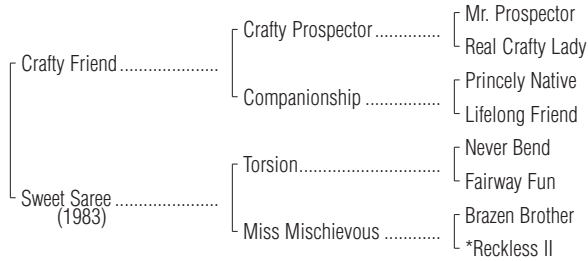 Mr. Prospector
Crafty Prospector..............
Real Crafty Lady
Crafty Friend.....................
Princely Native
Companionship ................
Lifelong Friend
Never Bend
Torsion...............................
Fairway Fun
Sweet Saree ......................
(1983)
Brazen Brother
Miss Mischievous .............
*Reckless II